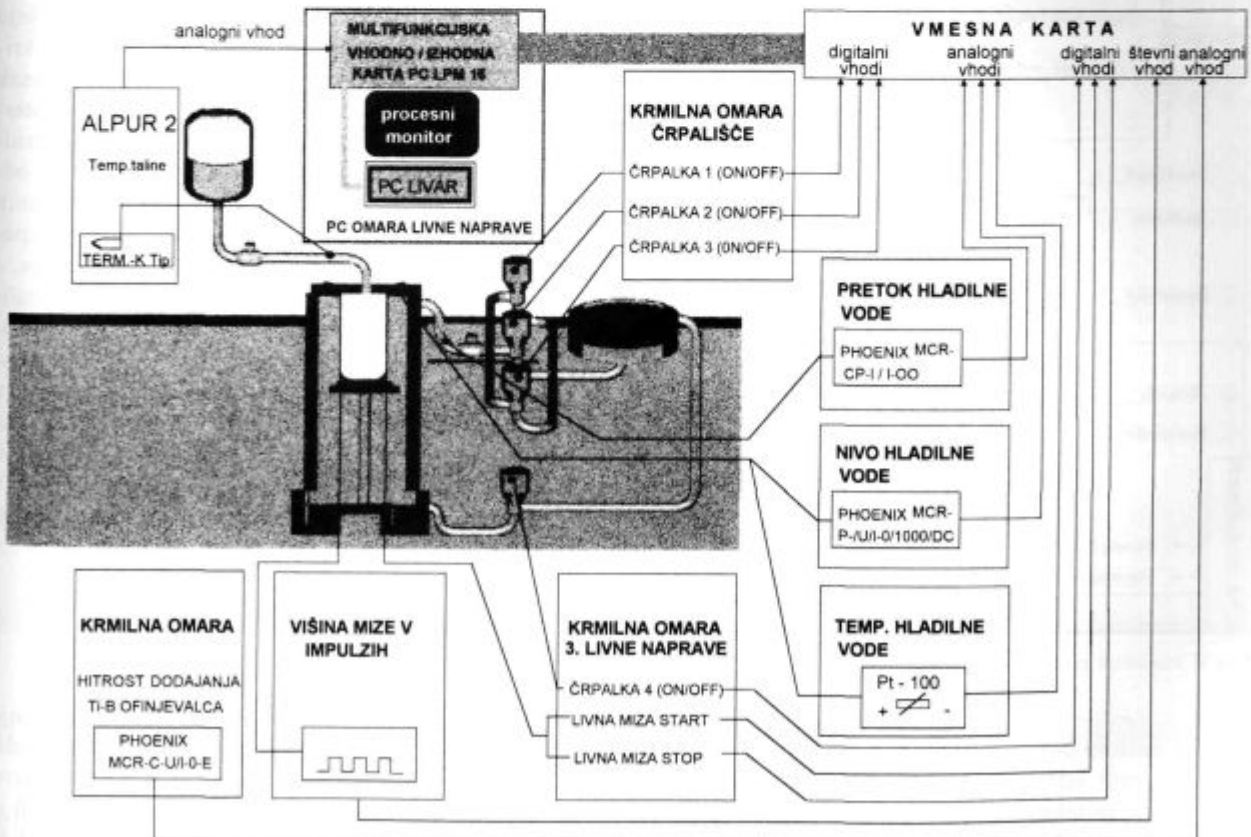 analogni vhod
MULTIFUNKCIJSKA
VHODNO / IZHODNA
KARTA PC LPM 16
procesni
monitor
PC LIVAR
PC OMARA LIVNE NAPRAVE
VMESNA KARTA
digitalni
vhodi
analogni
vhodi
digitalni
vhodi
števni
vhod
analogni
vhod
ALPUR 2
Temp.taline
TERM.-K Tip
KRMILNA OMARA
ČRPALIŠČE
ČRPALKA 1 (ON/OFF)
ČRPALKA 2 (ON/OFF)
ČRPALKA 3 (0N/OFF)
PRETOK HLADILNE
VODE
PHOENIX MCR-
CP-I / I-OO
NIVO HLADILNE
VODE
PHOENIX MCR-
P-/U/I-0/1000/DC
TEMP. HLADILNE
VODE
Pt - 100
+ -
KRMILNA OMARA
HITROST DODAJANJA
Ti-B OFINJEVALCA
PHOENIX
MCR-C-U/I-0-E
VIŠINA MIZE V
IMPULZIH
KRMILNA OMARA
3. LIVNE NAPRAVE
ČRPALKA 4 (ON/OFF)
LIVNA MIZA START
LIVNA MIZA STOP